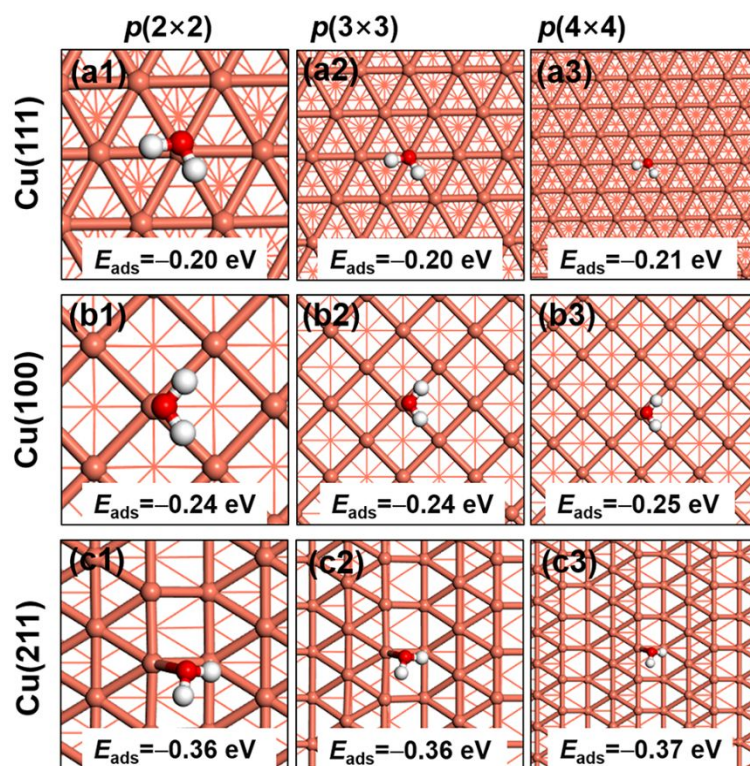 p(2×2) p(3×3) p(4×4)
Cu(111)
(a1) (a2) (a3)
Eads=−0.20 eV Eads=−0.20 eV Eads=−0.21 eV
Cu(100)
(b1) (b2) (b3)
Eads=−0.24 eV Eads=−0.24 eV Eads=−0.25 eV
Cu(211)
(c1) (c2) (c3)
Eads=−0.36 eV Eads=−0.36 eV Eads=−0.37 eV